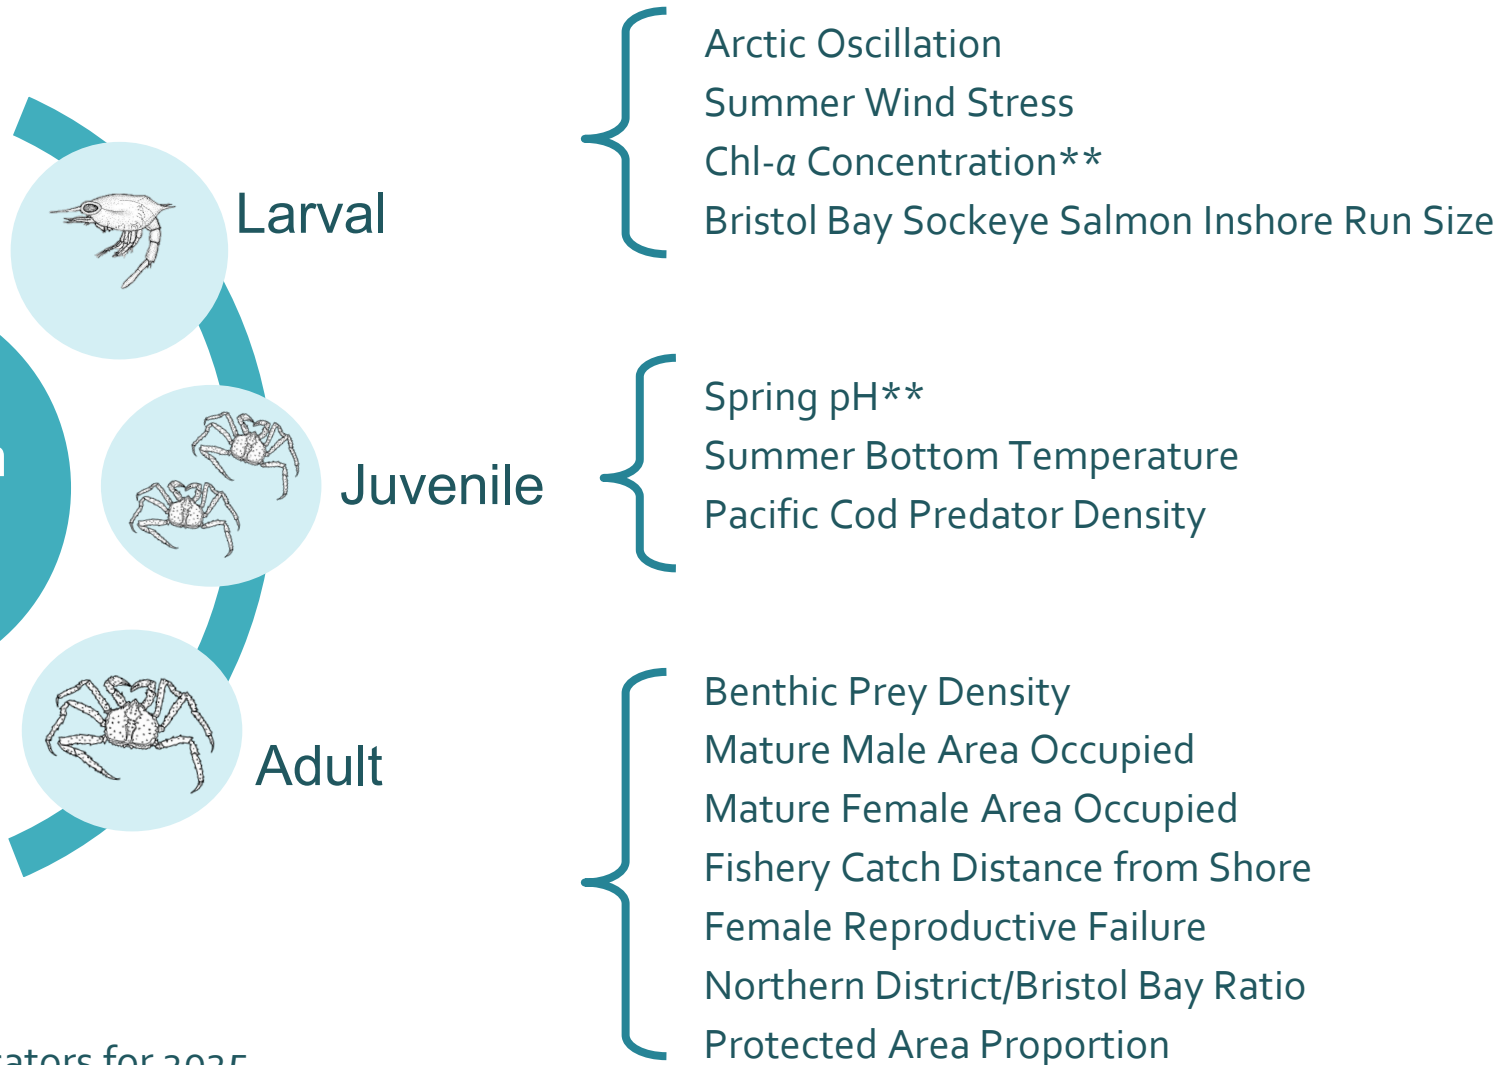 Larval
Arctic Oscillation
Summer Wind Stress
Chl-a Concentration**
Bristol Bay Sockeye Salmon Inshore Run Size
Juvenile
Spring pH**
Summer Bottom Temperature
Pacific Cod Predator Density
Adult
Benthic Prey Density
Mature Male Area Occupied
Mature Female Area Occupied
Fishery Catch Distance from Shore
Female Reproductive Failure
Northern District/Bristol Bay Ratio
Protected Area Proportion
for 2025